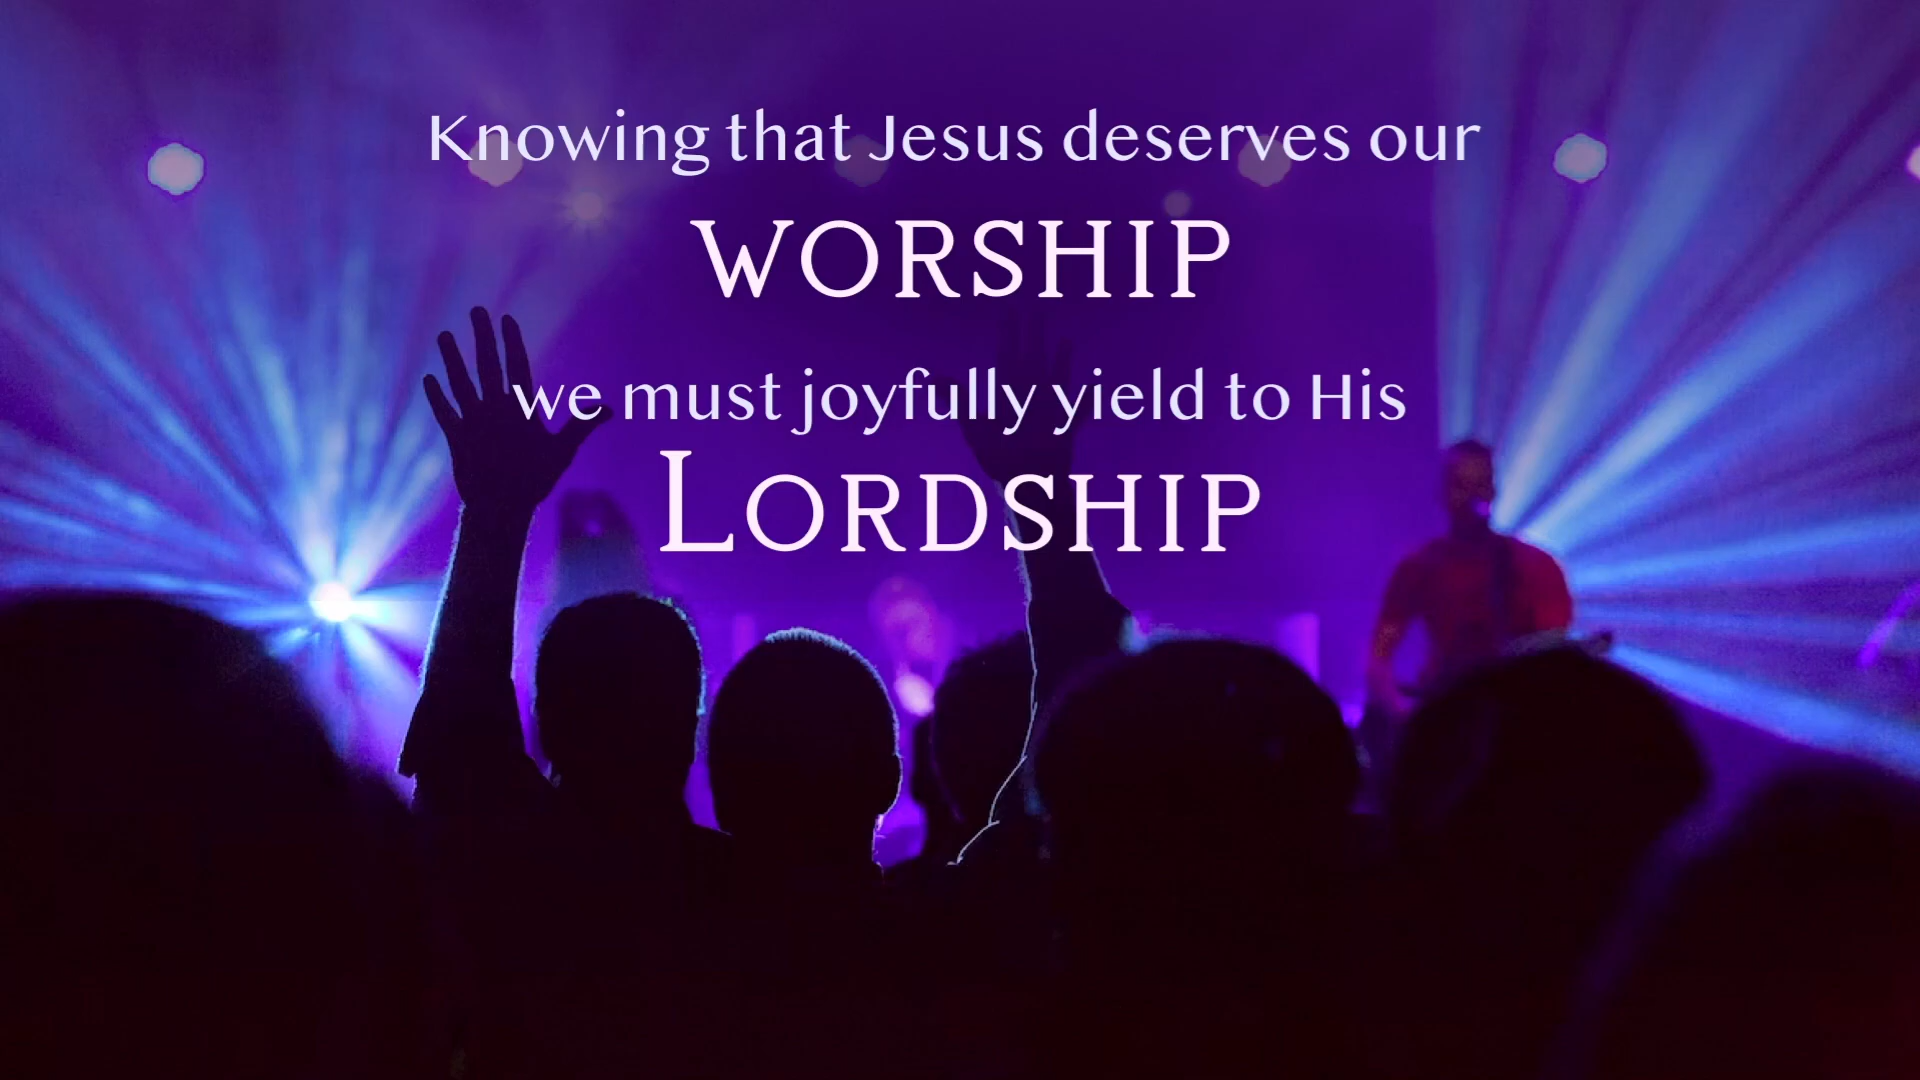 Knowing that Jesus deserves our
WORSHIP
we must joyfully yield to His
LORDSHIP